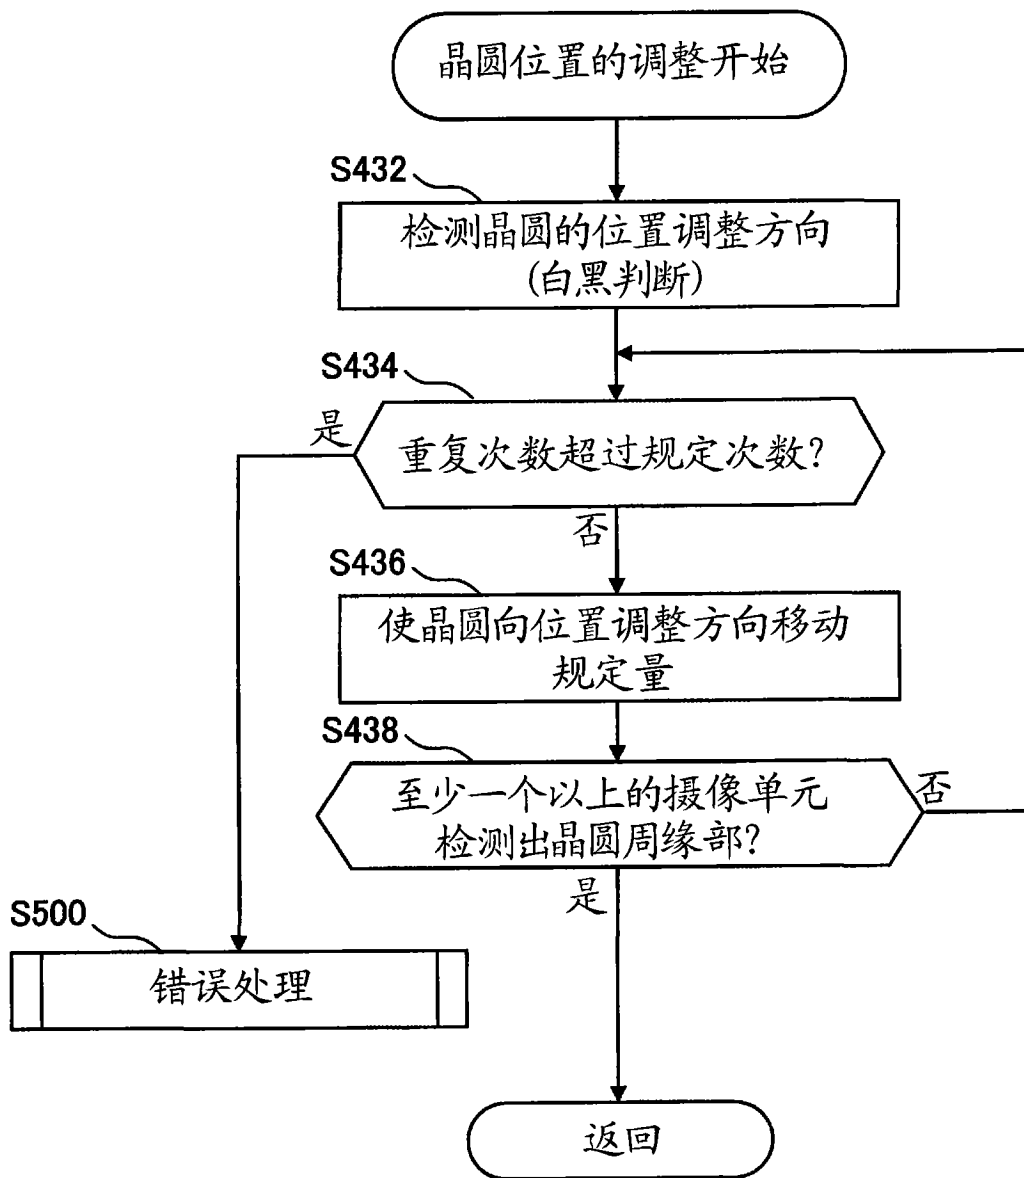 晶圆位置的调整开始
S432
检测晶圆的位置调整方向
(白黑判断)
S434
是
重复次数超过规定次数?
否
S436
使晶圆向位置调整方向移动
规定量
S438
至少一个以上的摄像单元
检测出晶圆周缘部?
否
是
S500
错误处理
返回